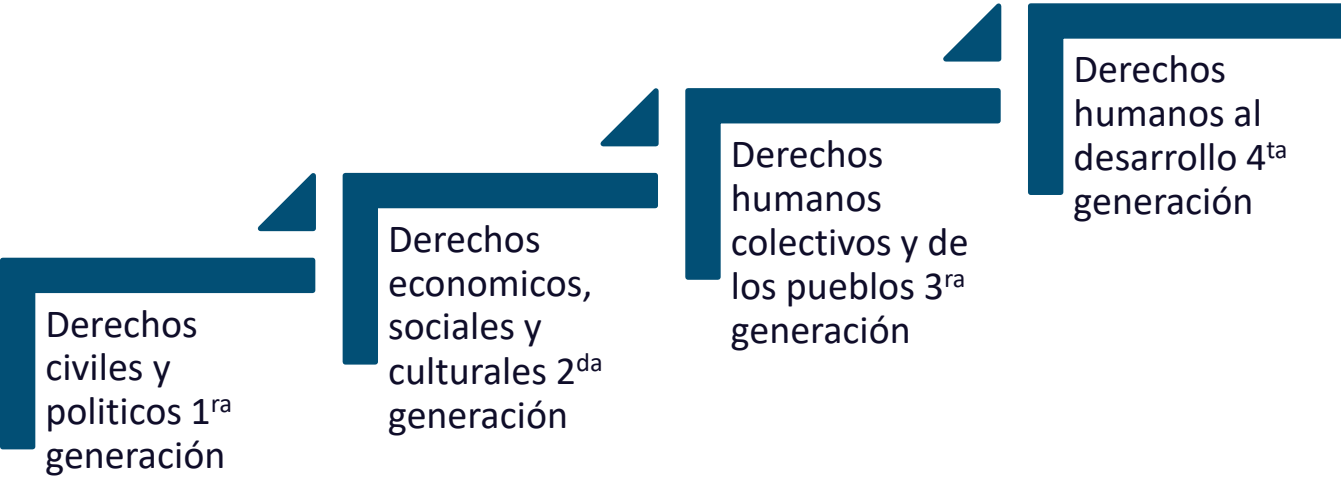 Derechos
civiles y
politicos 1ra
generación
Derechos
economicos,
sociales y
culturales 2da
generación
Derechos
humanos
colectivos y de
los pueblos 3ra
generación
Derechos
humanos al
desarrollo 4ta
generación